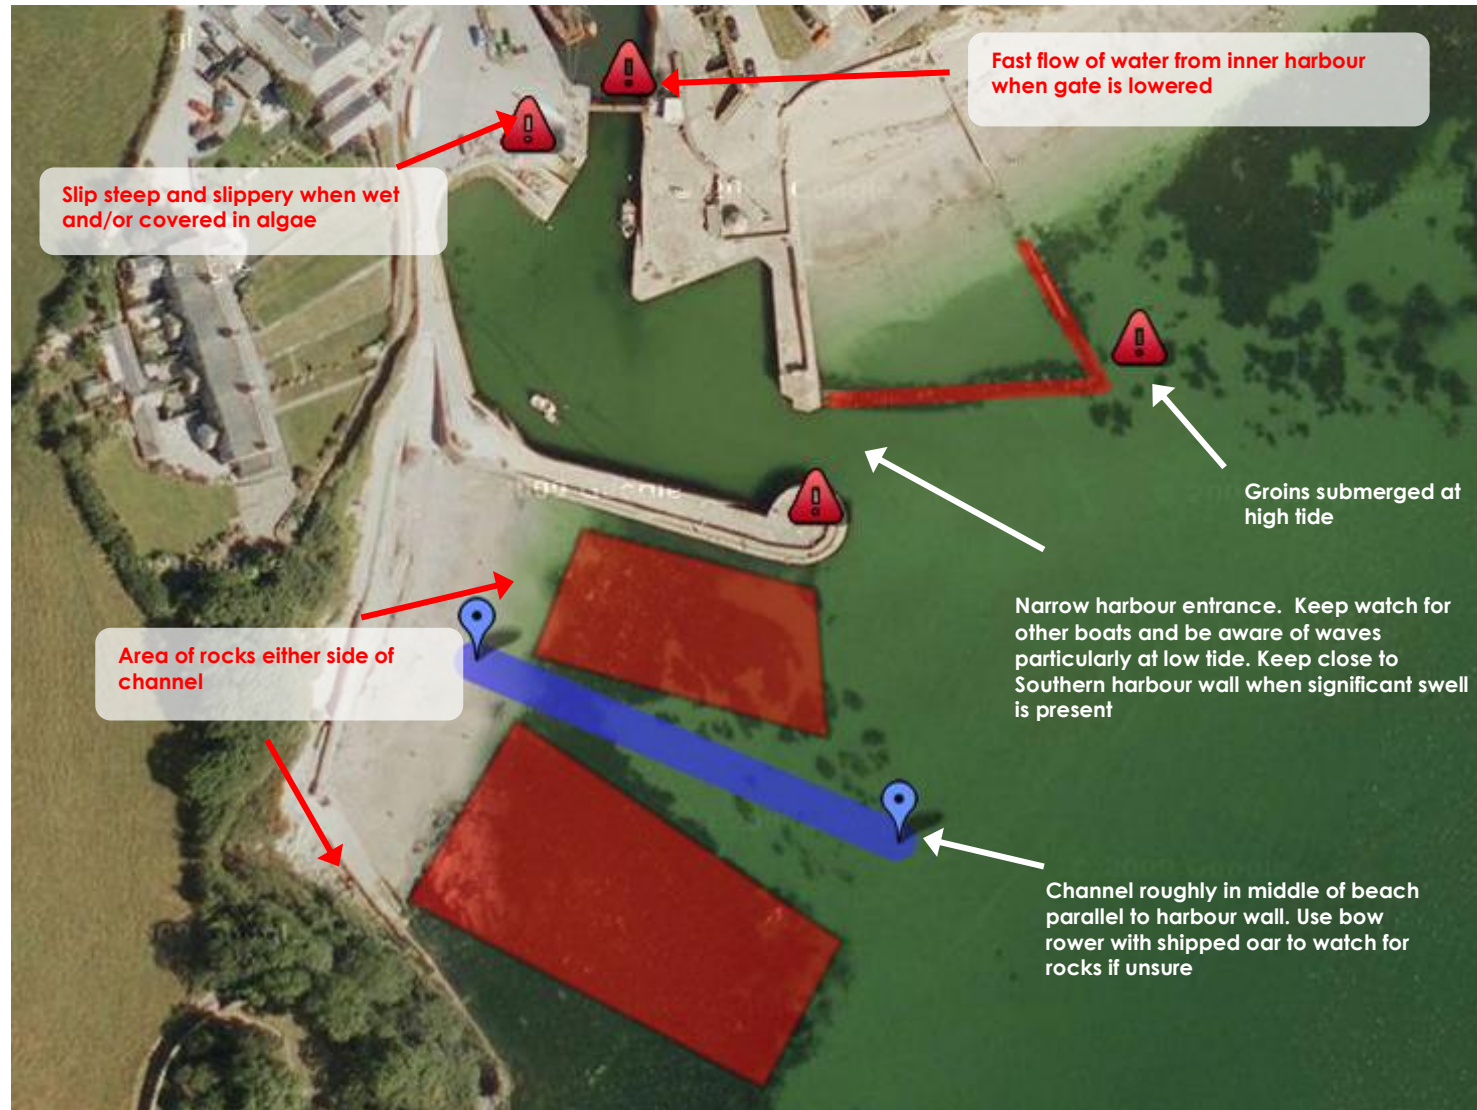 Fast flow of water from inner harbour
when gate is lowered
Slip steep and slippery when wet
and/or covered in algae
Groins submerged at
high tide
Narrow harbour entrance.  Keep watch for
other boats and be aware of waves
particularly at low tide. Keep close to
Southern harbour wall when significant swell
is present
Area of rocks either side of
channel
Channel roughly in middle of beach
parallel to harbour wall. Use bow
rower with shipped oar to watch for
rocks if unsure